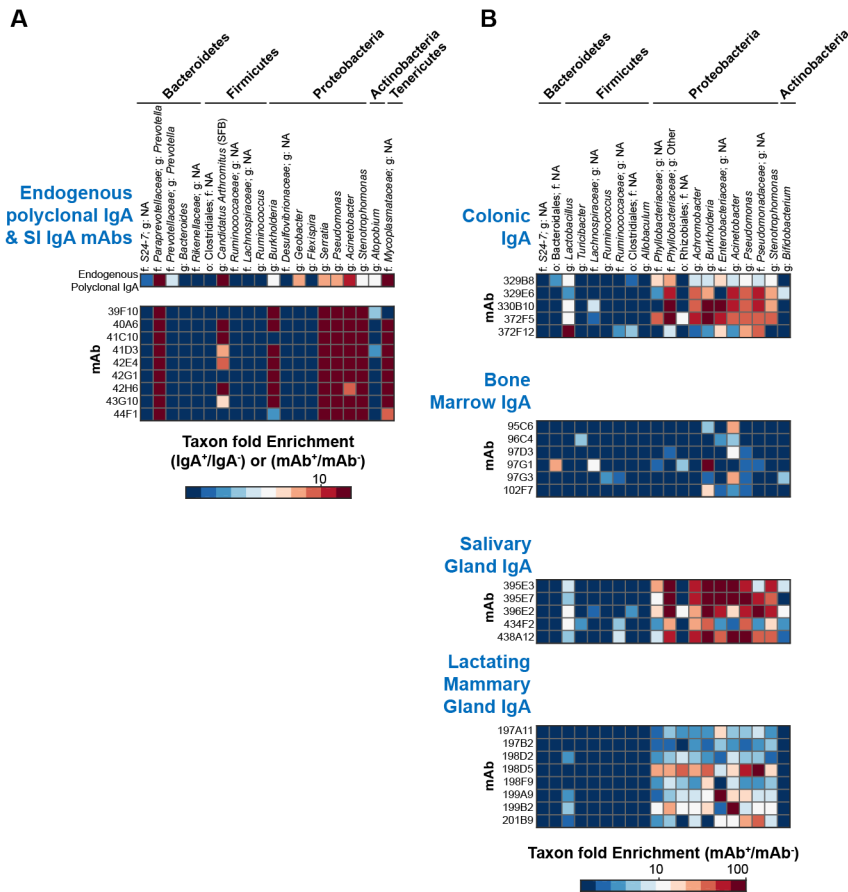 A
Bacteroidetes
Firmicutes
Proteobacteria
Actinobacteria
Tenericutes
f. S24-7; g: NA
f. Paraprevotellaceae; g: Prevotella
f. Prevotellaceae; g: Prevotella
g: Bacteroides
f. Rikenellaceae; g: NA
o: Clostridiales; f: NA
g: Candidatus Arthromitus (SFB)
f. Ruminococcaceae; g: NA
f. Lachnospiraceae; g: NA
g: Ruminococcus
g: Burkholderia
f. Desulfovibrionaceae; g: NA
g: Geobacter
g: Flexispira
g: Serratia
g: Pseudomonas
g: Acinetobacter
g: Stenotrophomonas
g: Atopobium
f. Mycoplasmataceae; g: NA
Endogenous
polyclonal IgA
& SI IgA mAbs
Endogenous
Polyclonal IgA
mAb
39F10
40A6
41C10
41D3
42E4
42G1
42H6
43G10
44F1
Taxon fold Enrichment
(IgA+/IgA-) or (mAb+/mAb-)
10
B
Bacteroidetes
Firmicutes
Proteobacteria
Actinobacteria
f. S24-7; g: NA
o: Bacteroidales; f: NA
g: Lactobacillus
g: Turicibacter
f. Lachnospiraceae; g: NA
g: Ruminococcus
f. Ruminococcaceae; g: NA
o: Clostridiales; f: NA
g: Allobaculum
f. Phyllobacteriaceae; g: NA
f. Phyllobacteriaceae; g: Other
o: Rhizobiales; f: NA
g: Achromobacter
g: Burkholderia
f. Enterobacteriaceae; g: NA
g: Acinetobacter
g: Pseudomonas
f. Pseudomonadaceae; g: NA
g: Stenotrophomonas
g: Bifidobacterium
Colonic
IgA
mAb
329B8
329E6
330B10
372F5
372F12
Bone
Marrow IgA
mAb
95C6
96C4
97D3
97G1
97G3
102F7
Salivary
Gland IgA
mAb
395E3
395E7
396E2
434F2
438A12
Lactating
Mammary
Gland IgA
mAb
197A11
197B2
198D2
198D5
198F9
199A9
199B2
201B9
Taxon fold Enrichment (mAb+/mAb-)
10 100